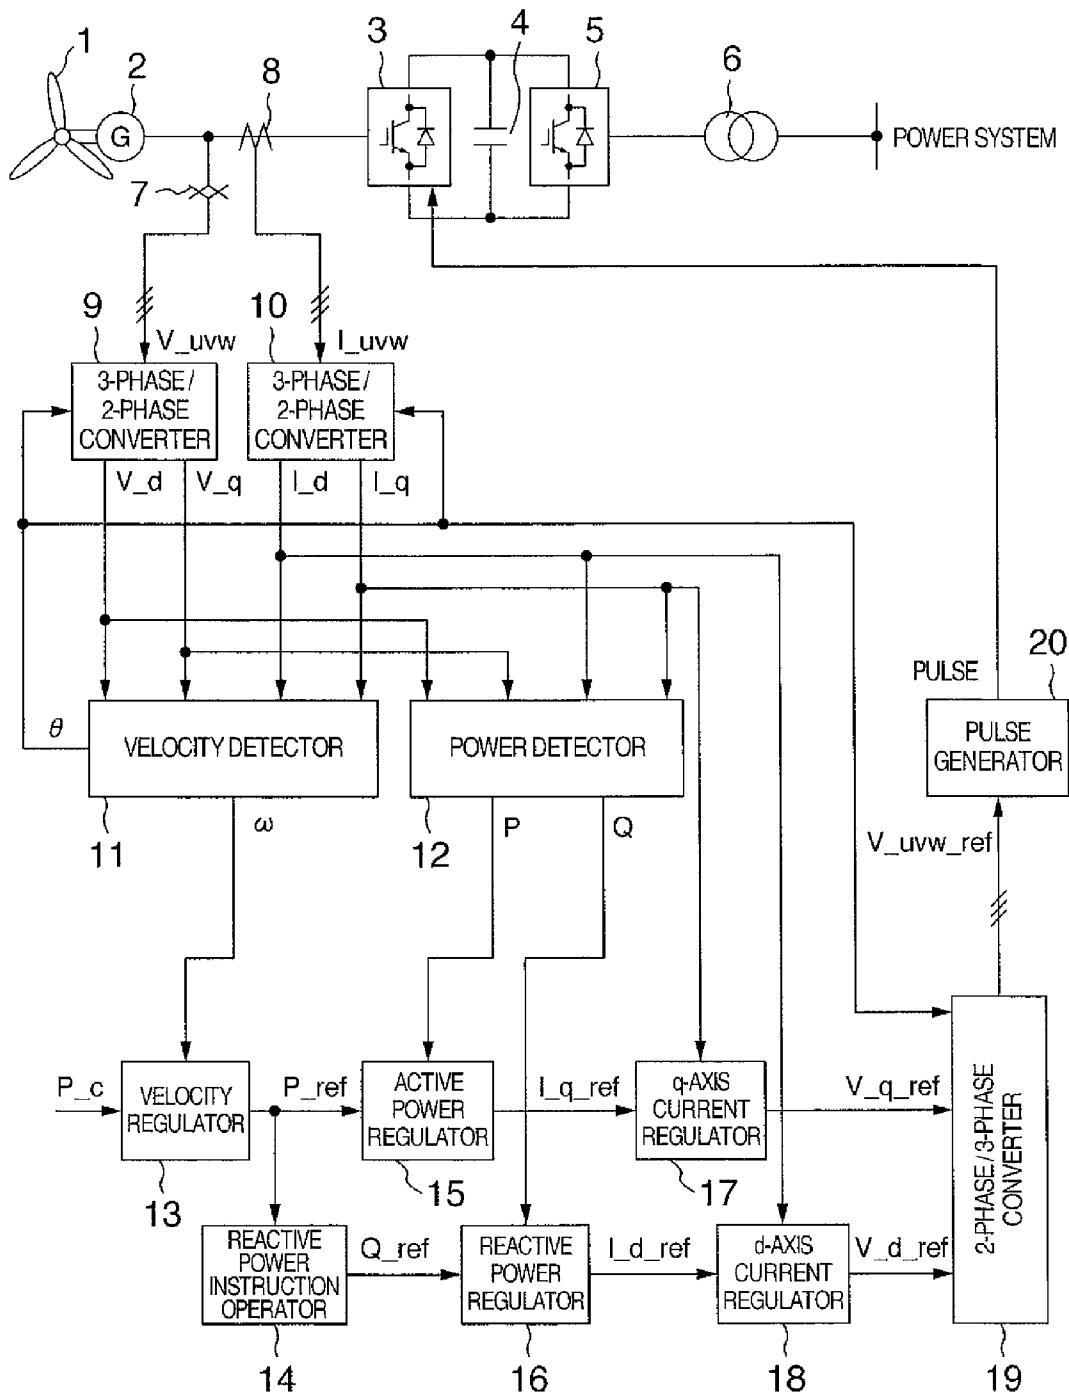 1
2
8
3
4
5
6
G
POWER SYSTEM
7
9
10
V_uvw
I_uvw
3-PHASE/
2-PHASE
CONVERTER
3-PHASE/
2-PHASE
CONVERTER
V_d
V_q
I_d
I_q
20
PULSE
θ
VELOCITY DETECTOR
POWER DETECTOR
PULSE
GENERATOR
11
ω
12
P
Q
V_uvw_ref
P_c
VELOCITY
REGULATOR
P_ref
ACTIVE
POWER
REGULATOR
I_q_ref
q-AXIS
CURRENT
REGULATOR
V_q_ref
2-PHASE/3-PHASE
CONVERTER
13
15
17
REACTIVE
POWER
INSTRUCTION
OPERATOR
Q_ref
REACTIVE
POWER
REGULATOR
I_d_ref
d-AXIS
CURRENT
REGULATOR
V_d_ref
14
16
18
19